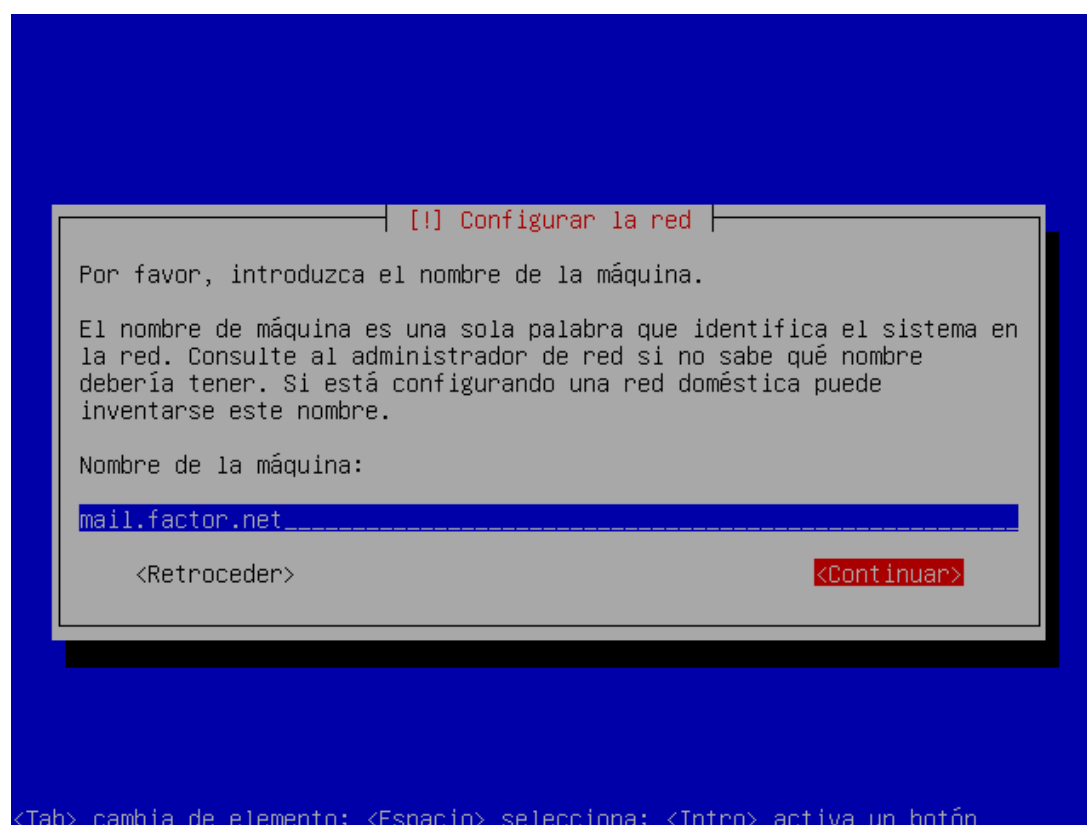 [!] Configurar la red
Por favor, introduzca el nombre de la máquina.
El nombre de máquina es una sola palabra que identifica el sistema en
la red. Consulte al administrador de red si no sabe qué nombre
debería tener. Si está configurando una red doméstica puede
inventarse este nombre.
Nombre de la máquina:
mail.factor.net
<Retroceder> <Continuar>
<Tab> cambia de elemento; <Espacio> selecciona; <Intro> activa un botón